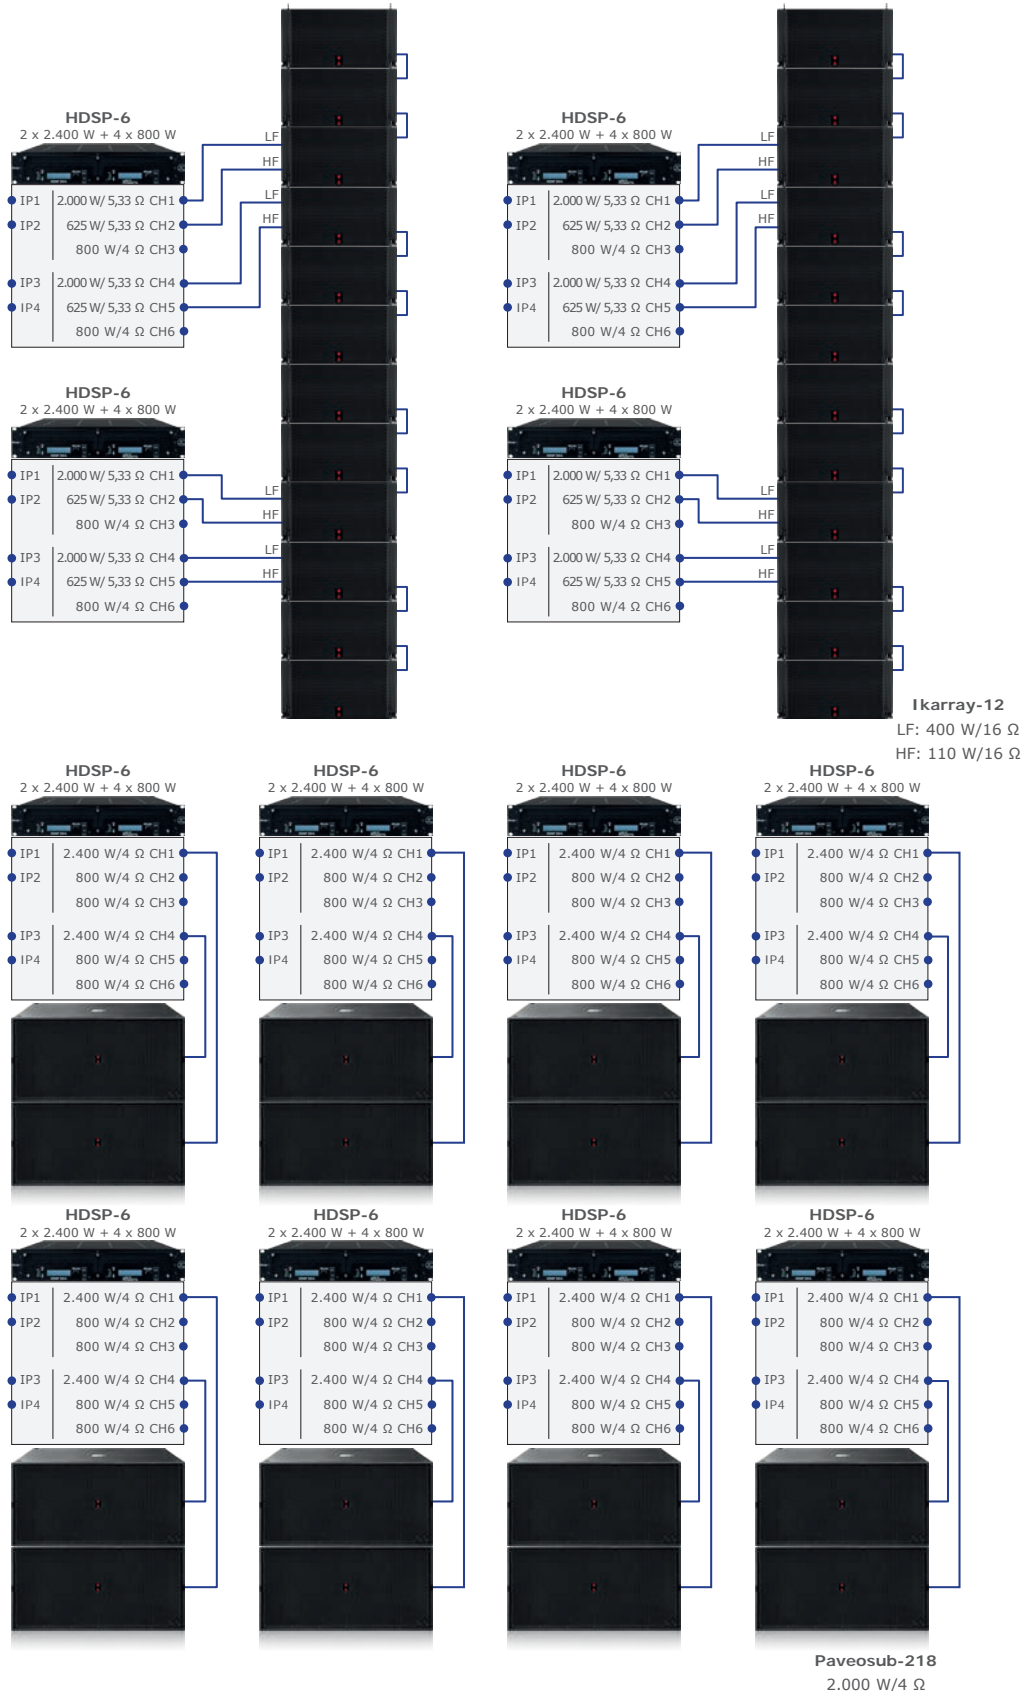 HDSP-6
2 x 2.400 W + 4 x 800 W
IP1 2.000 W/ 5,33 Ω CH1
IP2 625 W/ 5,33 Ω CH2
800 W/4 Ω CH3
IP3 2.000 W/ 5,33 Ω CH4
IP4 625 W/ 5,33 Ω CH5
800 W/4 Ω CH6
LF
HF
LF
HF
HDSP-6
2 x 2.400 W + 4 x 800 W
IP1 2.000 W/ 5,33 Ω CH1
IP2 625 W/ 5,33 Ω CH2
800 W/4 Ω CH3
IP3 2.000 W/ 5,33 Ω CH4
IP4 625 W/ 5,33 Ω CH5
800 W/4 Ω CH6
LF
HF
LF
HF
HDSP-6
2 x 2.400 W + 4 x 800 W
IP1 2.000 W/ 5,33 Ω CH1
IP2 625 W/ 5,33 Ω CH2
800 W/4 Ω CH3
IP3 2.000 W/ 5,33 Ω CH4
IP4 625 W/ 5,33 Ω CH5
800 W/4 Ω CH6
LF
HF
LF
HF
HDSP-6
2 x 2.400 W + 4 x 800 W
IP1 2.000 W/ 5,33 Ω CH1
IP2 625 W/ 5,33 Ω CH2
800 W/4 Ω CH3
IP3 2.000 W/ 5,33 Ω CH4
IP4 625 W/ 5,33 Ω CH5
800 W/4 Ω CH6
LF
HF
LF
HF
Ikarray-12
LF: 400 W/16 Ω
HF: 110 W/16 Ω
HDSP-6
2 x 2.400 W + 4 x 800 W
IP1 2.400 W/4 Ω CH1
IP2 800 W/4 Ω CH2
800 W/4 Ω CH3
IP3 2.400 W/4 Ω CH4
IP4 800 W/4 Ω CH5
800 W/4 Ω CH6
HDSP-6
2 x 2.400 W + 4 x 800 W
IP1 2.400 W/4 Ω CH1
IP2 800 W/4 Ω CH2
800 W/4 Ω CH3
IP3 2.400 W/4 Ω CH4
IP4 800 W/4 Ω CH5
800 W/4 Ω CH6
HDSP-6
2 x 2.400 W + 4 x 800 W
IP1 2.400 W/4 Ω CH1
IP2 800 W/4 Ω CH2
800 W/4 Ω CH3
IP3 2.400 W/4 Ω CH4
IP4 800 W/4 Ω CH5
800 W/4 Ω CH6
HDSP-6
2 x 2.400 W + 4 x 800 W
IP1 2.400 W/4 Ω CH1
IP2 800 W/4 Ω CH2
800 W/4 Ω CH3
IP3 2.400 W/4 Ω CH4
IP4 800 W/4 Ω CH5
800 W/4 Ω CH6
HDSP-6
2 x 2.400 W + 4 x 800 W
IP1 2.400 W/4 Ω CH1
IP2 800 W/4 Ω CH2
800 W/4 Ω CH3
IP3 2.400 W/4 Ω CH4
IP4 800 W/4 Ω CH5
800 W/4 Ω CH6
HDSP-6
2 x 2.400 W + 4 x 800 W
IP1 2.400 W/4 Ω CH1
IP2 800 W/4 Ω CH2
800 W/4 Ω CH3
IP3 2.400 W/4 Ω CH4
IP4 800 W/4 Ω CH5
800 W/4 Ω CH6
HDSP-6
2 x 2.400 W + 4 x 800 W
IP1 2.400 W/4 Ω CH1
IP2 800 W/4 Ω CH2
800 W/4 Ω CH3
IP3 2.400 W/4 Ω CH4
IP4 800 W/4 Ω CH5
800 W/4 Ω CH6
HDSP-6
2 x 2.400 W + 4 x 800 W
IP1 2.400 W/4 Ω CH1
IP2 800 W/4 Ω CH2
800 W/4 Ω CH3
IP3 2.400 W/4 Ω CH4
IP4 800 W/4 Ω CH5
800 W/4 Ω CH6
Paveosub-218
2.000 W/4 Ω